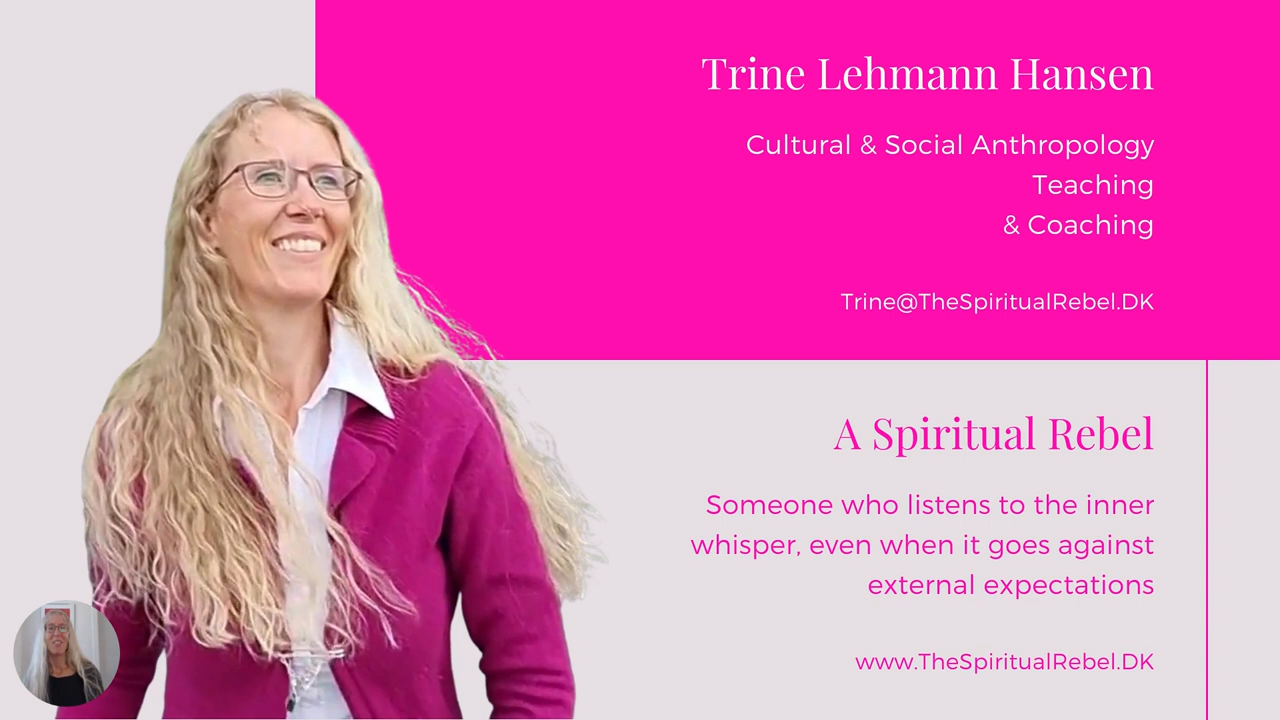 Trine Lehmann Hansen
Cultural & Social Anthropology
Teaching
& Coaching
Trine@TheSpiritualRebel.DK
A Spiritual Rebel
Someone who listens to the inner
whisper, even when it goes against
external expectations
www.TheSpiritualRebel.DK